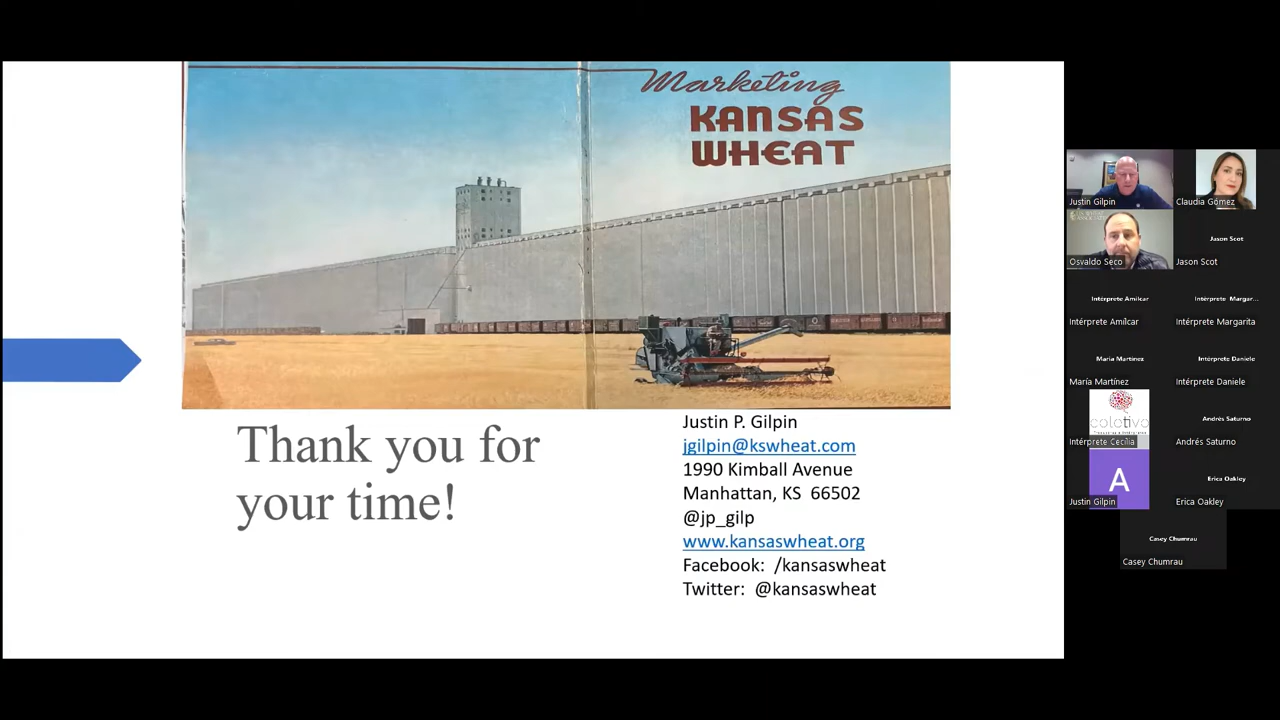 Marketing
KANSAS
WHEAT
Thank you for
your time!
Justin P. Gilpin
jgilpin@kswheat.com
1990 Kimball Avenue
Manhattan, KS 66502
@jp_gilp
www.kansaswheat.org
Facebook: /kansaswheat
Twitter: @kansaswheat
Justin Gilpin
Claudia Gómez
Osvaldo Seco
Jason Scot
Jason Scot
Intérprete Amílcar
Intérprete Amílcar
Intérprete Margar...
Intérprete Margarita
Maria Martínez
María Martínez
Intérprete Daniele
Intérprete Daniele
coletivo
Intérprete Cecília
Andrés Saturno
Andrés Saturno
A
Justin Gilpin
Erica Oakley
Erica Oakley
Casey Chumrau
Casey Chumrau